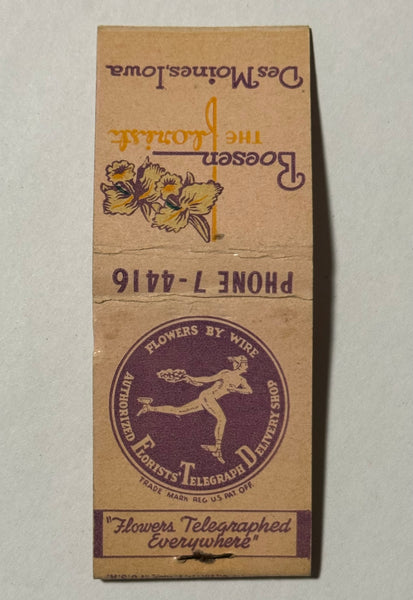 Boesen
THE florist
Des Moines, Iowa
PHONE 7-4416
FLOWERS BY WIRE
AUTHORIZED FLORISTS' TELEGRAPH DELIVERY SHOP
TRADE MARK REG U.S. PAT. OFF.
"Flowers Telegraphed
Everywhere"